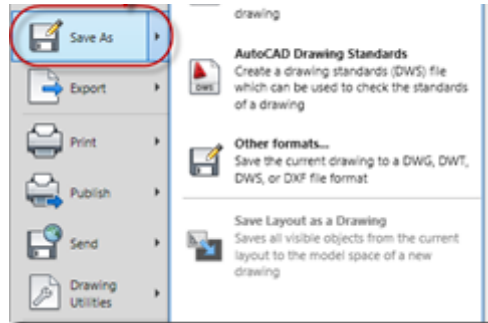 Save As
Export
Print
Publish
Send
Drawing
Utilities
drawing
AutoCAD Drawing Standards
Create a drawing standards (DWS) file
which can be used to check the standards
of a drawing
DWS
Other formats...
Save the current drawing to a DWG, DWT,
DWS, or DXF file format
Save Layout as a Drawing
Saves all visible objects from the current
layout to the model space of a new
drawing